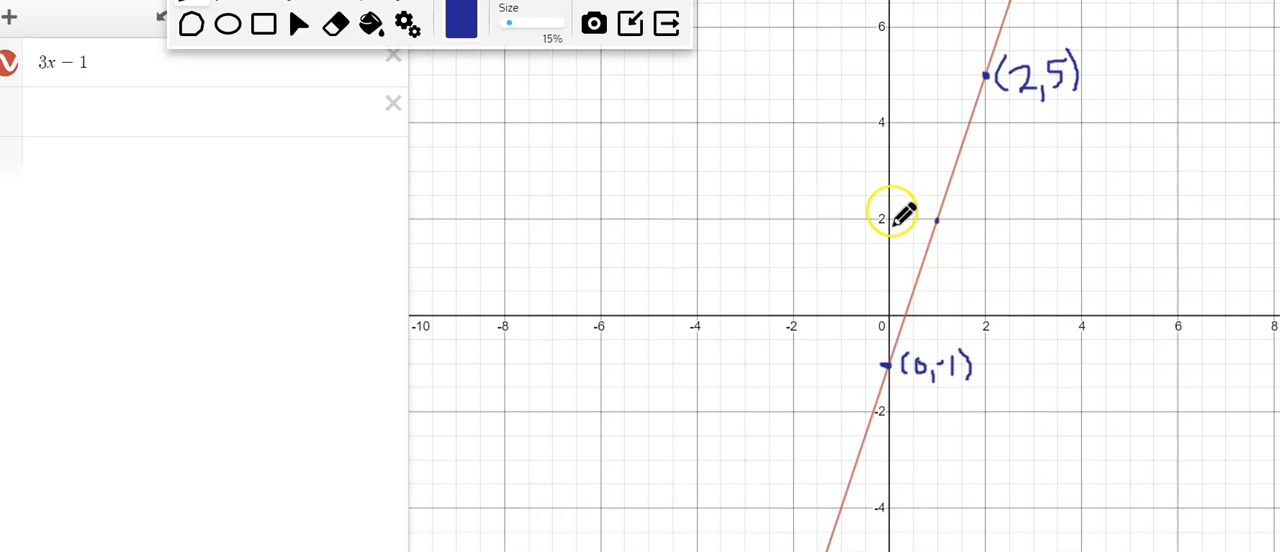 Size
15%
3x − 1
6
(2,5)
4
2
-10 -8 -6 -4 -2 0 2 4 6 8
(0,-1)
-2
-4